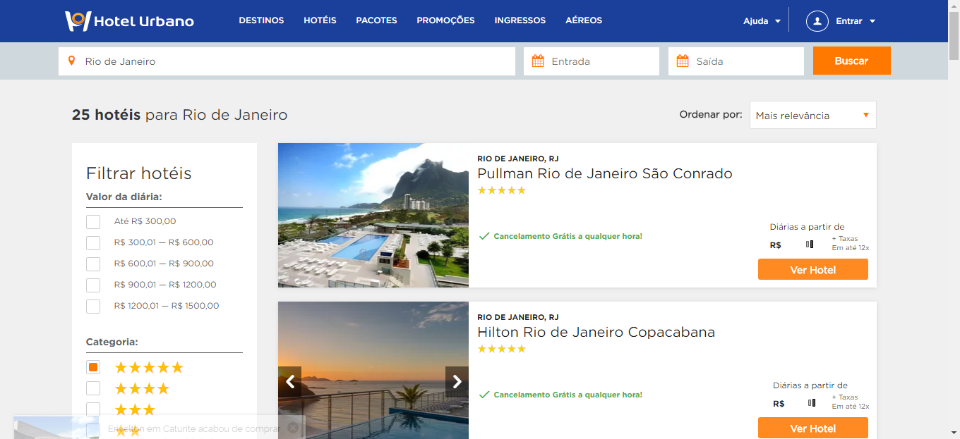 Hotel Urbano
DESTINOS HOTÉIS PACOTES PROMOÇÕES INGRESSOS AÉREOS
Ajuda Entrar
Rio de Janeiro
Entrada
Saída
Buscar
25 hotéis para Rio de Janeiro
Ordenar por: Mais relevância
Filtrar hotéis
Valor da diária:
Até R$ 300,00
R$ 300,01 — R$ 600,00
R$ 600,01 — R$ 900,00
R$ 900,01 — R$ 1200,00
R$ 1200,01 — R$ 1500,00
Categoria:
RIO DE JANEIRO, RJ
Pullman Rio de Janeiro São Conrado
Cancelamento Grátis a qualquer hora!
Diárias a partir de
R$
+ Taxas
Em até 12x
Ver Hotel
RIO DE JANEIRO, RJ
Hilton Rio de Janeiro Copacabana
Cancelamento Grátis a qualquer hora!
Diárias a partir de
R$
+ Taxas
Em até 12x
Ver Hotel
em Caturite acabou de comprar